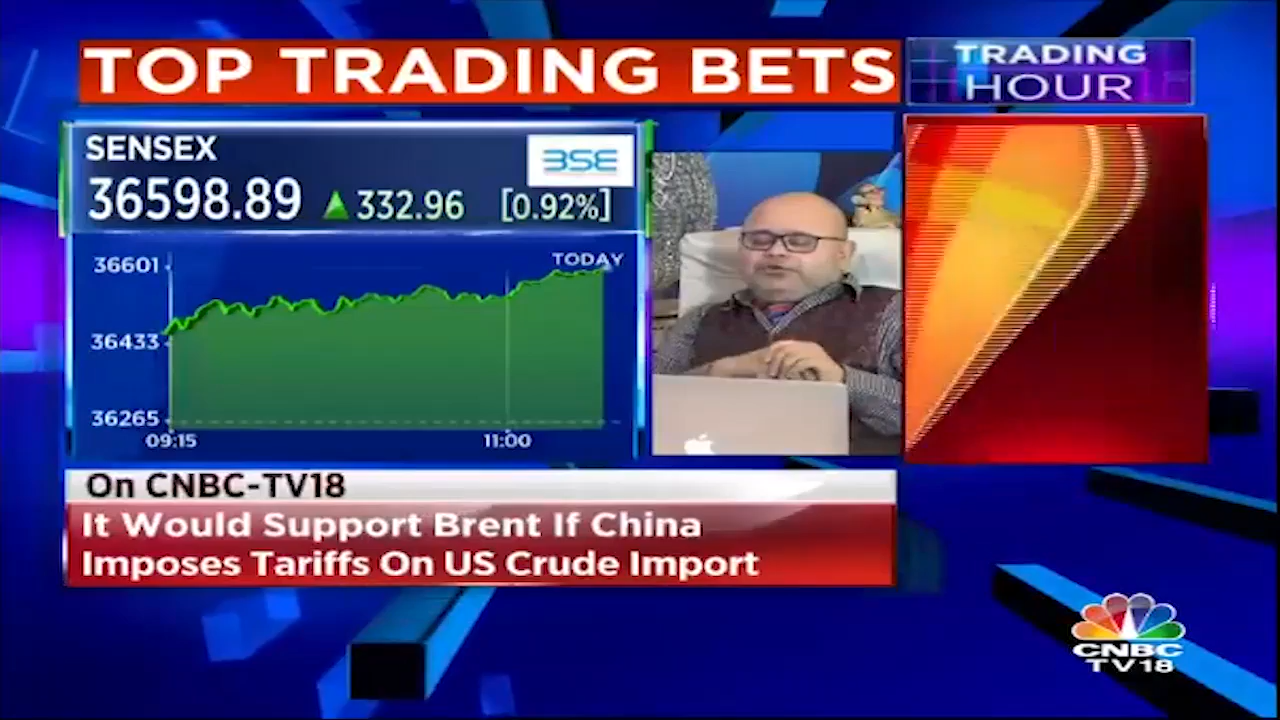 TOP TRADING BETS
TRADING
HOUR
SENSEX
BSE
36598.89 ▲ 332.96 [0.92%]
TODAY
36601
36433
36265
09:15 11:00
On CNBC-TV18
It Would Support Brent If China
Imposes Tariffs On US Crude Import
CNBC
TV18